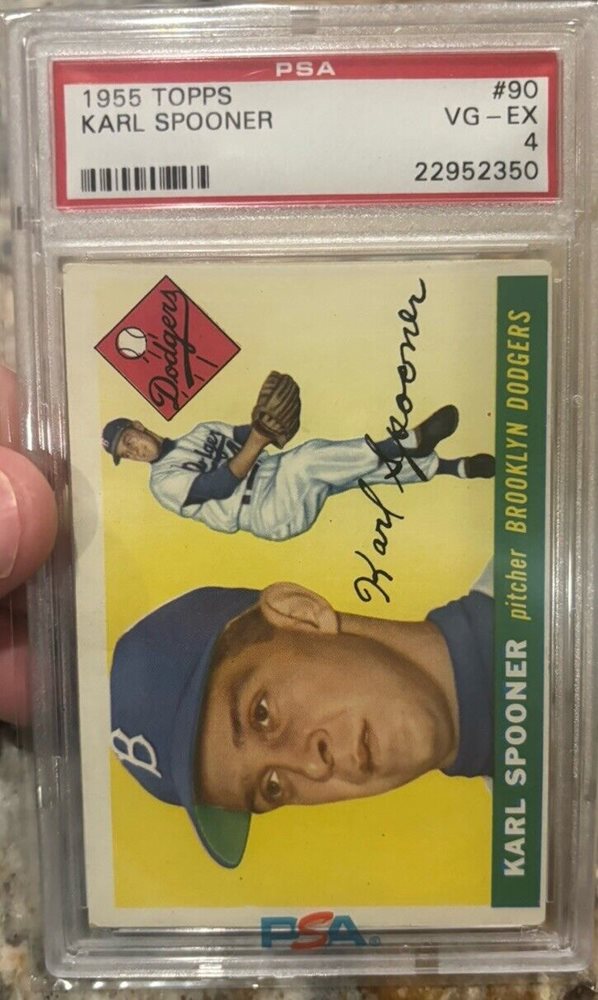 PSA
1955 TOPPS #90
KARL SPOONER VG-EX
4
22952350
Dodgers
Dodgers
Karl Spooner
KARL SPOONER pitcher BROOKLYN DODGERS
B
PSA